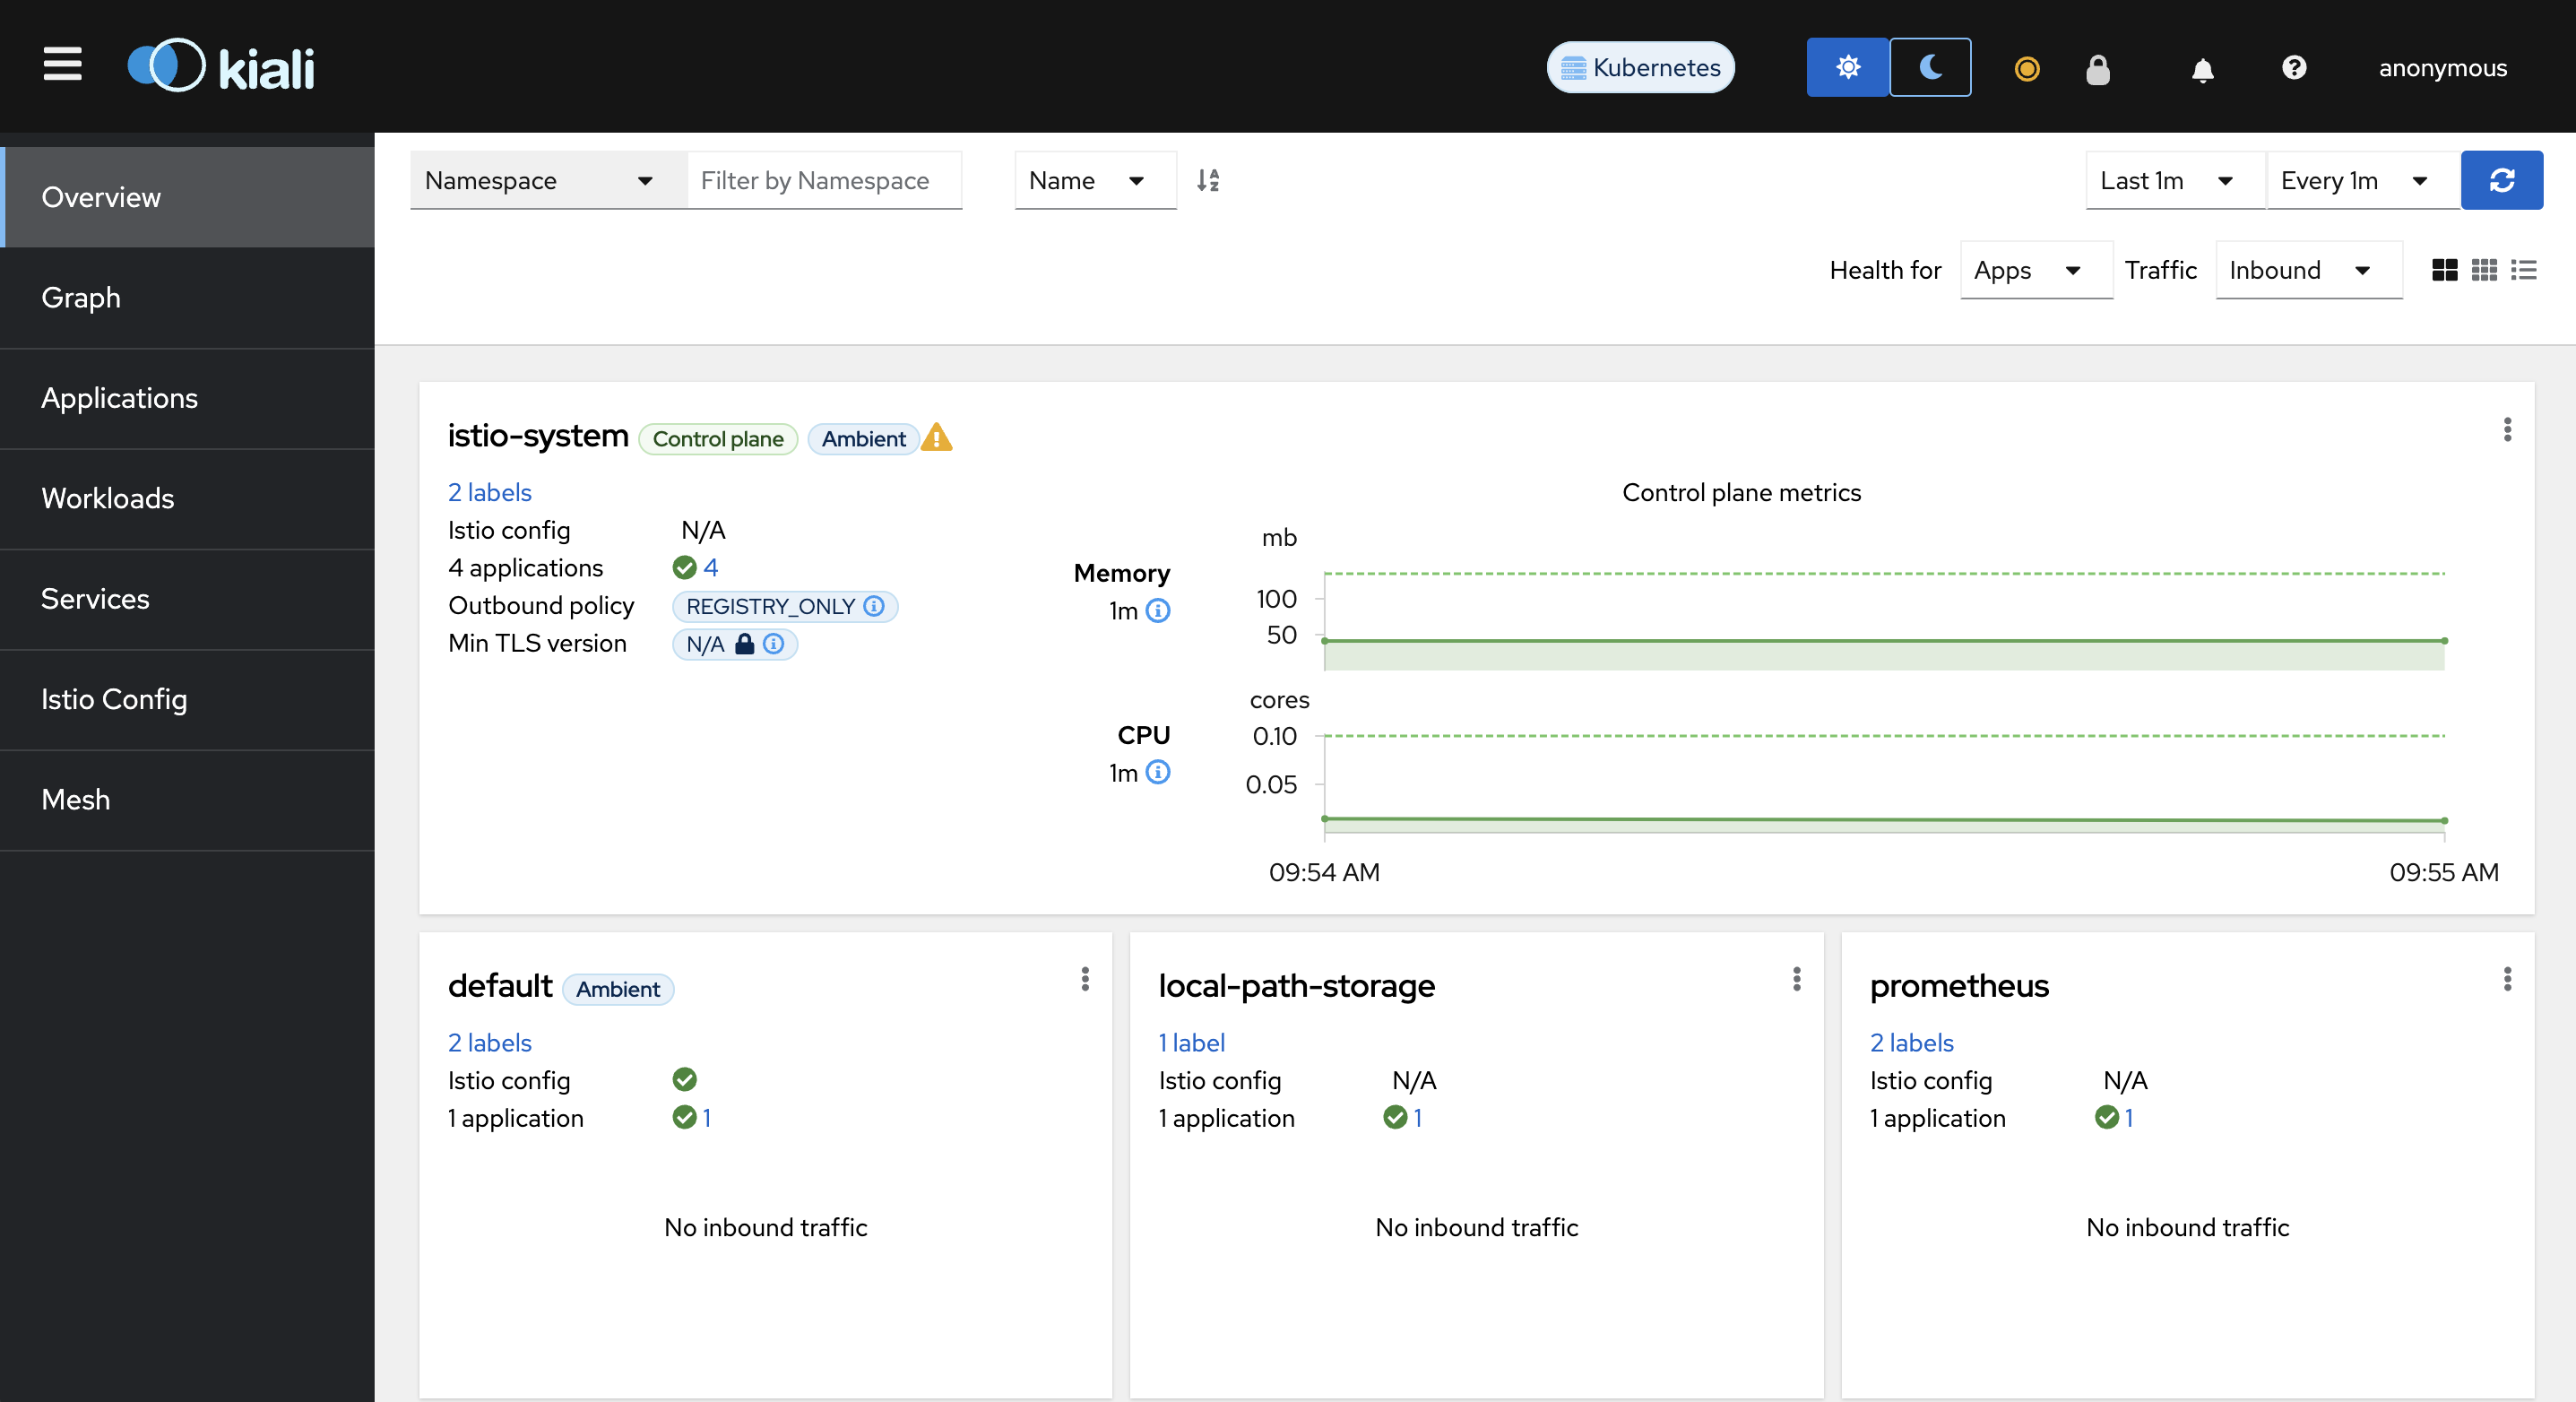 kiali
Kubernetes
anonymous
Overview
Graph
Applications
Workloads
Services
Istio Config
Mesh
Namespace
Filter by Namespace
Name
Last 1m
Every 1m
Health for
Apps
Traffic
Inbound
istio-system
Control plane
Ambient
2 labels
Istio config
N/A
4 applications
4
Outbound policy
REGISTRY_ONLY
Min TLS version
N/A
Control plane metrics
Memory
1m
mb
100
50
CPU
1m
cores
0.10
0.05
09:54 AM
09:55 AM
default
Ambient
2 labels
Istio config
1 application
1
No inbound traffic
local-path-storage
1 label
Istio config
N/A
1 application
1
No inbound traffic
prometheus
2 labels
Istio config
N/A
1 application
1
No inbound traffic